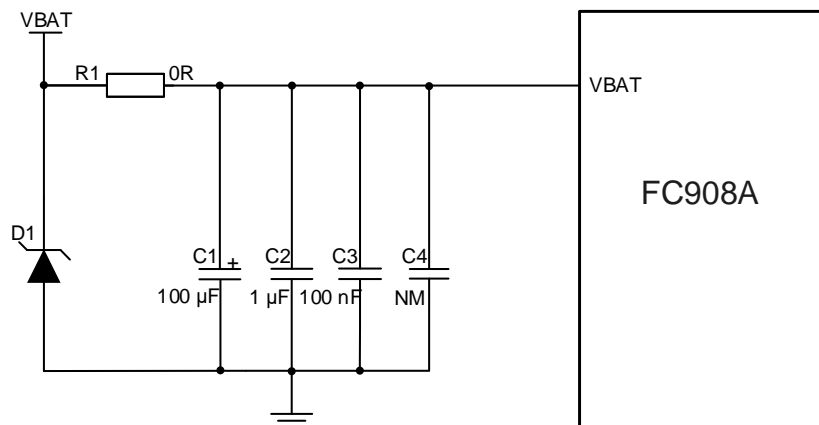 VBAT
R1 0R
VBAT
FC908A
D1
C1 + C2 C3 C4
100 µF 1 µF 100 nF NM